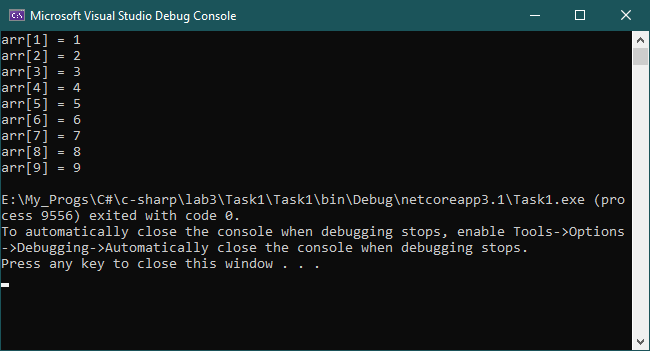 Microsoft Visual Studio Debug Console
arr[1] = 1
arr[2] = 2
arr[3] = 3
arr[4] = 4
arr[5] = 5
arr[6] = 6
arr[7] = 7
arr[8] = 8
arr[9] = 9
E:\My_Progs\C#\c-sharp\lab3\Task1\Task1\bin\Debug\netcoreapp3.1\Task1.exe (pro
cess 9556) exited with code 0.
To automatically close the console when debugging stops, enable Tools->Options
->Debugging->Automatically close the console when debugging stops.
Press any key to close this window . . .